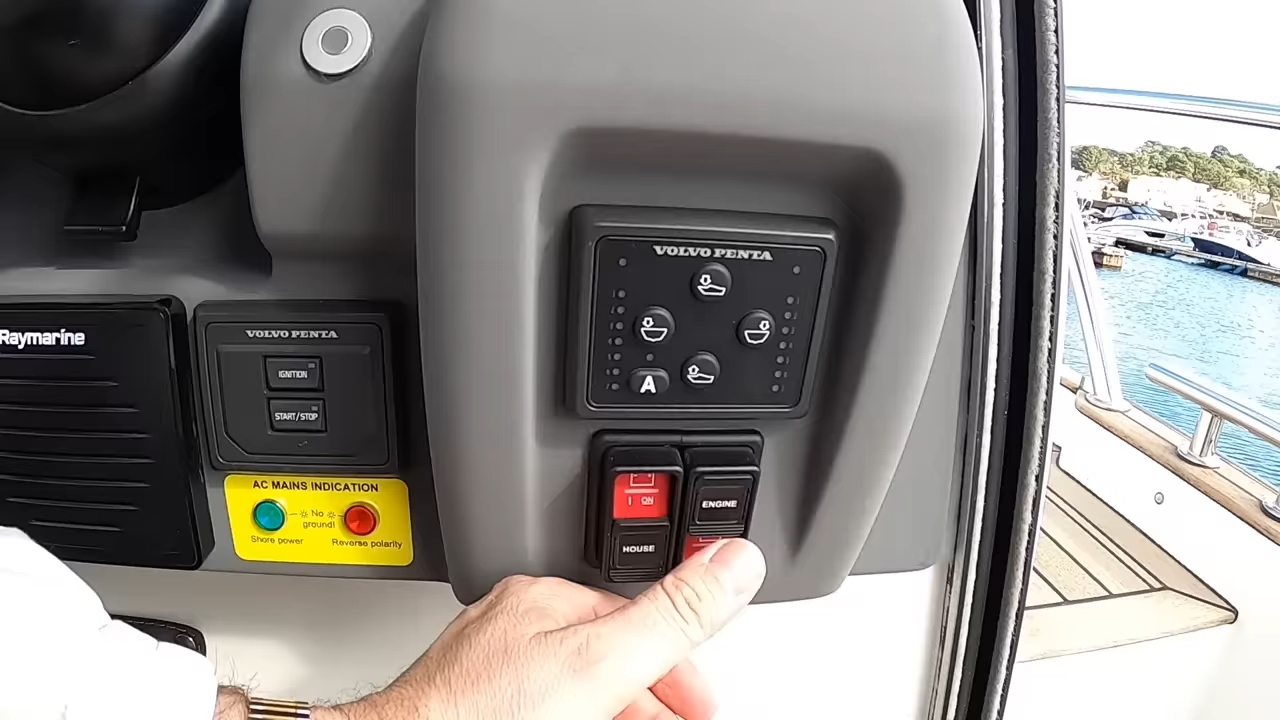 VOLVO PENTA
A
Raymarine
VOLVO PENTA
IGNITION
START/STOP
AC MAINS INDICATION
No
ground!
Shore power
Reverse polarity
I ON
HOUSE
ENGINE